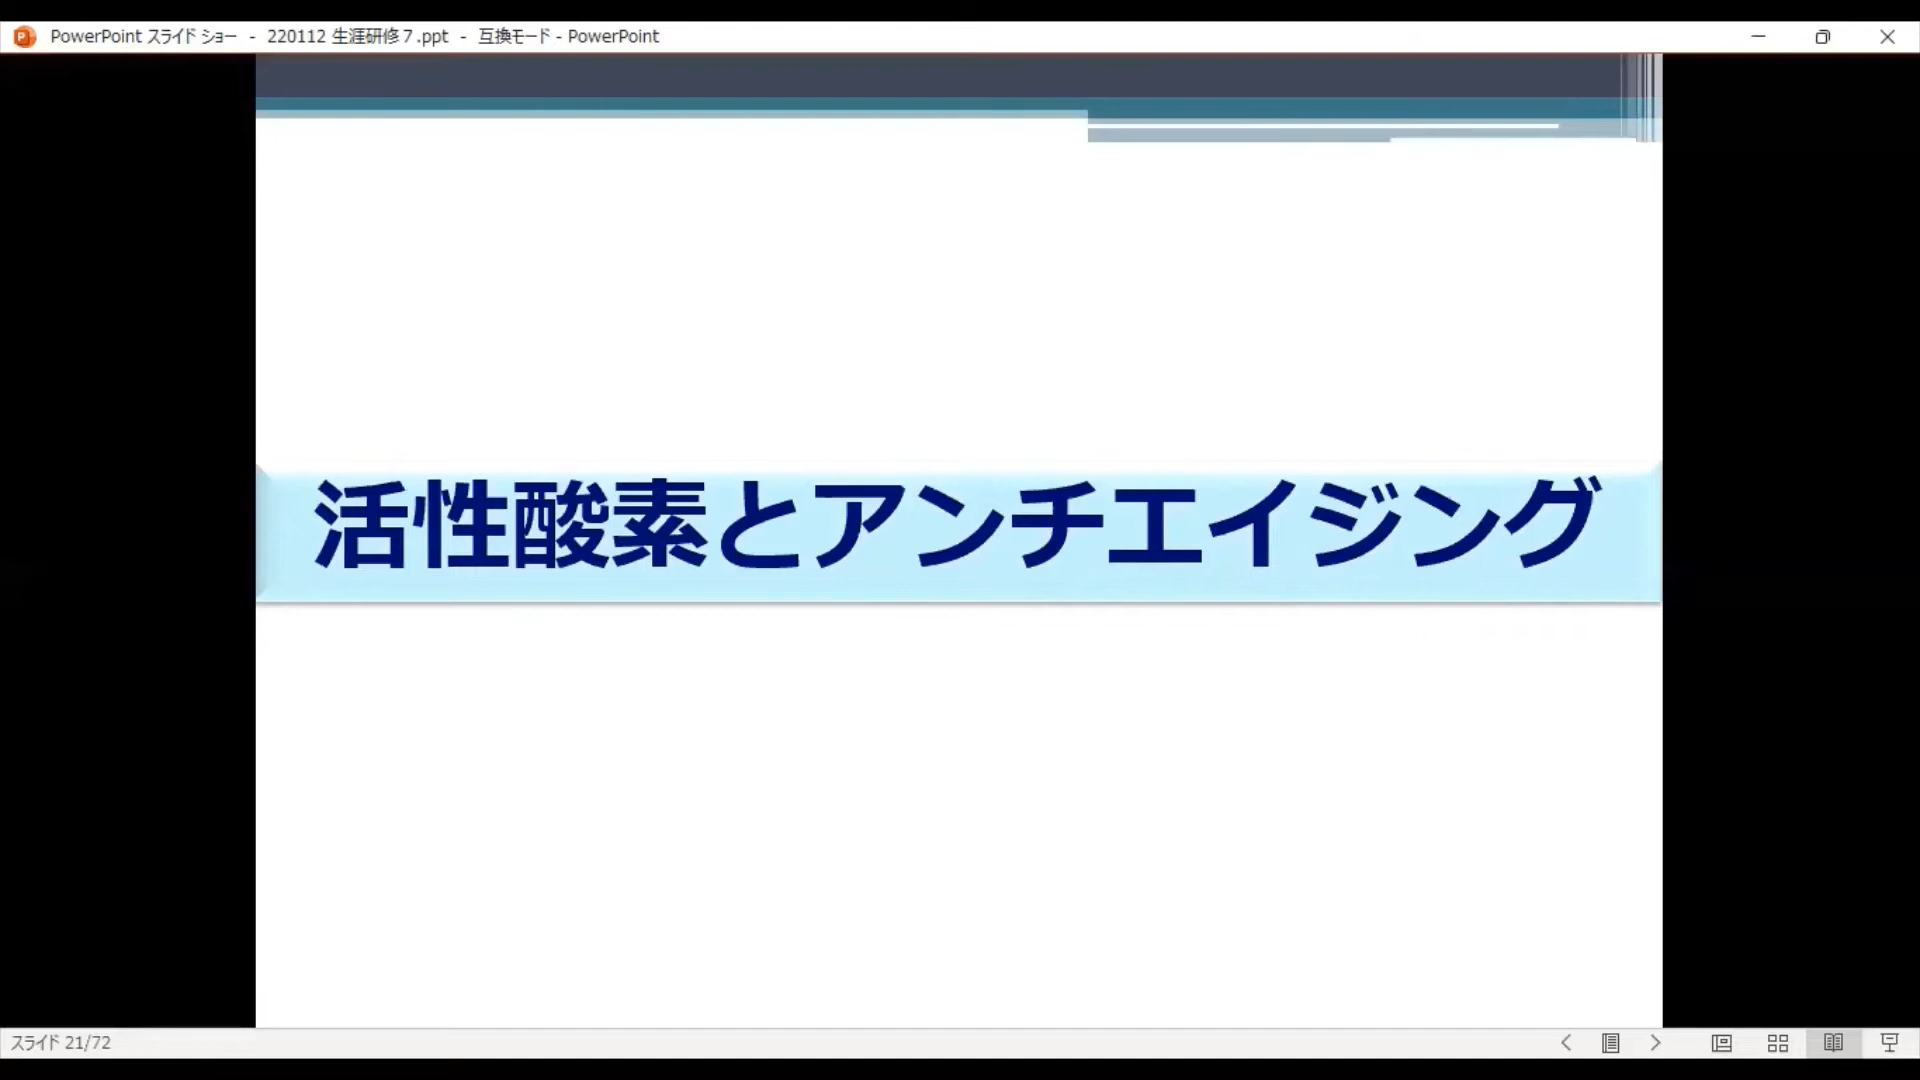 PowerPoint スライド ショー - 220112 生涯研修７.ppt - 互換モード - PowerPoint
活性酸素とアンチエイジング
スライド 21/72